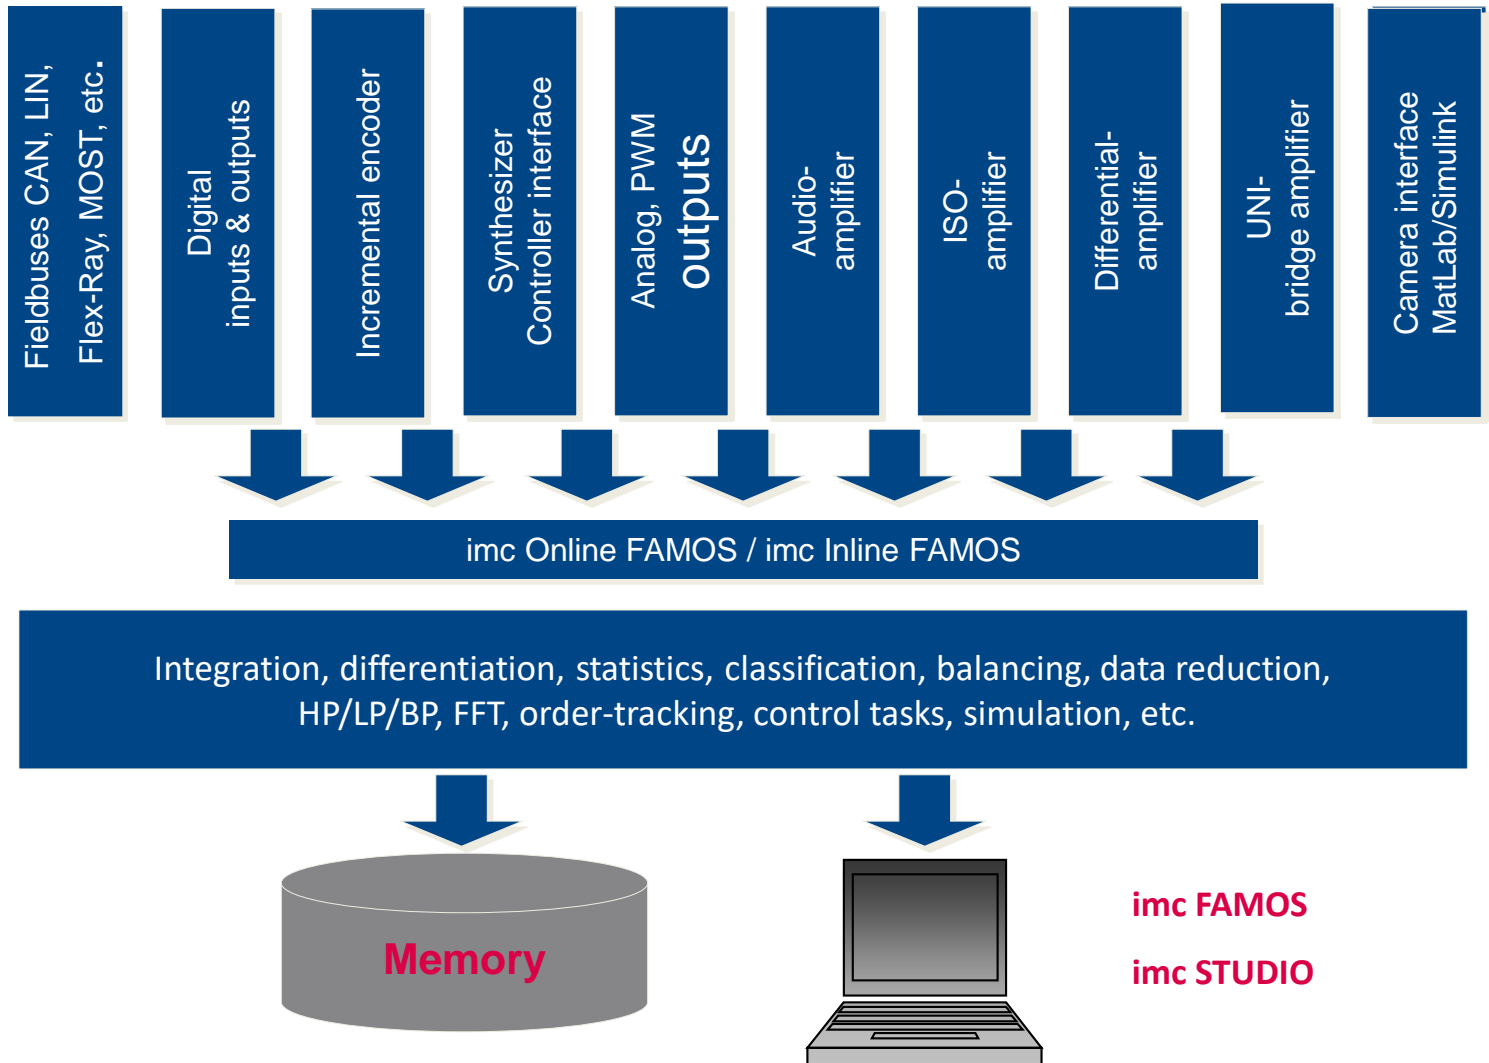 Fieldbuses CAN, LIN,
Flex-Ray, MOST, etc.
Digital
inputs & outputs
Incremental encoder
Synthesizer
Controller interface
Analog, PWM
outputs
Audio-
amplifier
ISO-
amplifier
Differential-
amplifier
UNI-
bridge amplifier
Camera interface
MatLab/Simulink
imc Online FAMOS / imc Inline FAMOS
Integration, differentiation, statistics, classification, balancing, data reduction,
HP/LP/BP, FFT, order-tracking, control tasks, simulation, etc.
Memory
imc FAMOS
imc STUDIO